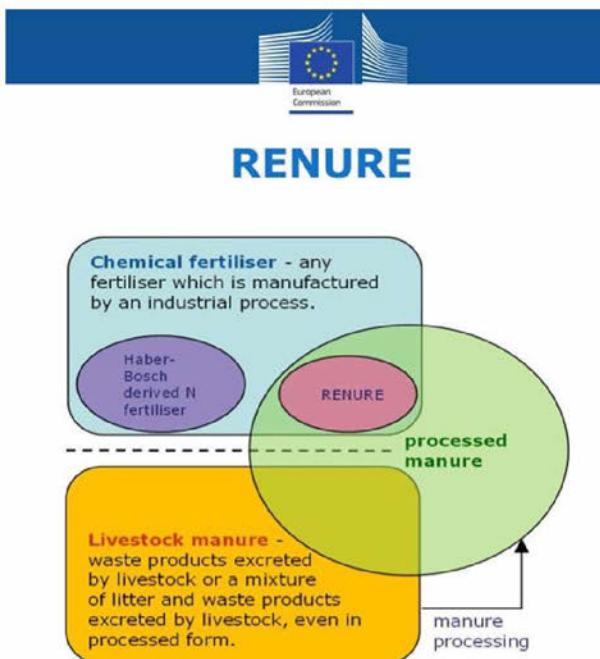 European
Commission
RENURE
Chemical fertiliser - any
fertiliser which is manufactured
by an industrial process.
Haber-
Bosch
derived N
fertiliser
RENURE
processed
manure
Livestock manure -
waste products excreted
by livestock or a mixture
of litter and waste products
excreted by livestock, even in
processed form.
manure
processing